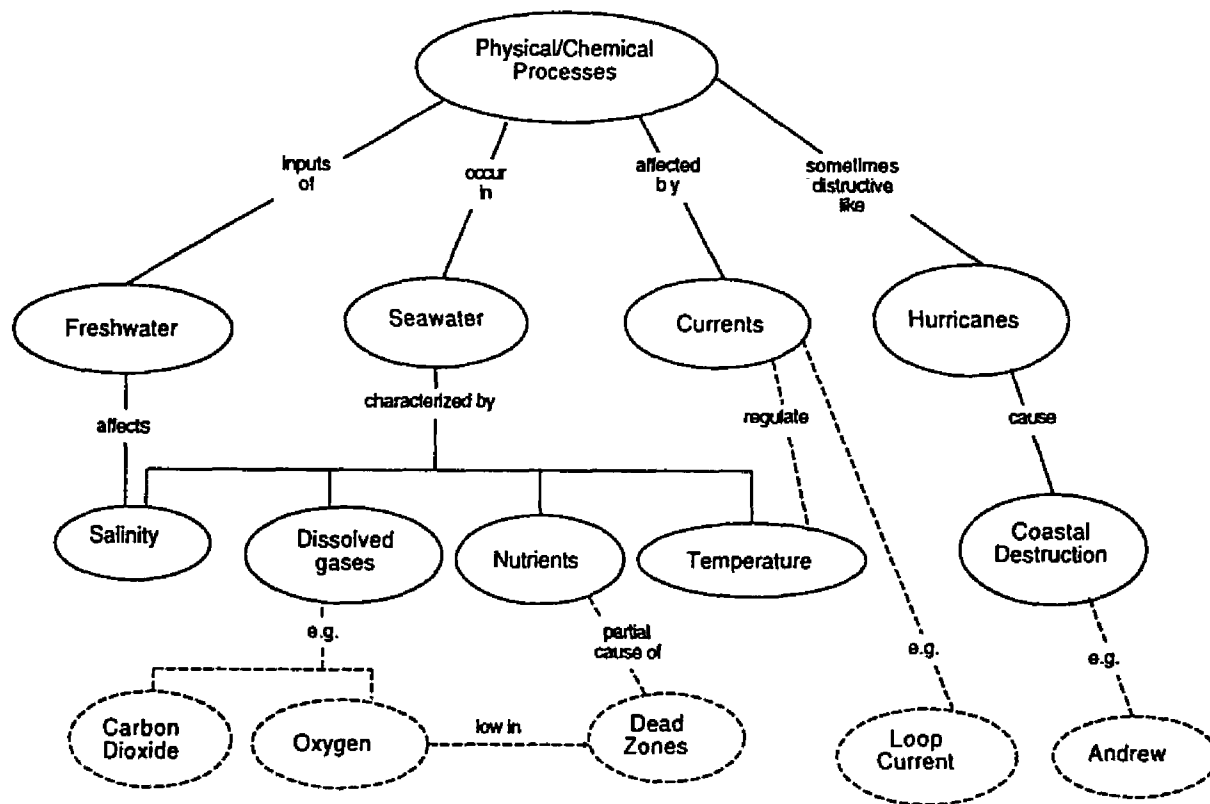 Physical/Chemical
Processes
inputs
of
occur
in
affected
by
sometimes
distructive
like
Freshwater
Seawater
Currents
Hurricanes
affects
characterized by
regulate
cause
Salinity
Dissolved
gases
Nutrients
Temperature
Coastal
Destruction
e.g.
partial
cause of
e.g.
e.g.
Carbon
Dioxide
Oxygen
low in
Dead
Zones
Loop
Current
Andrew